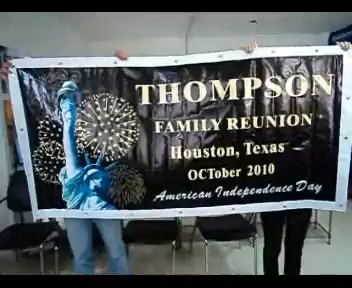 THOMPSON
FAMILY REUNION
Houston, Texas
OCTober 2010
American Independence Day